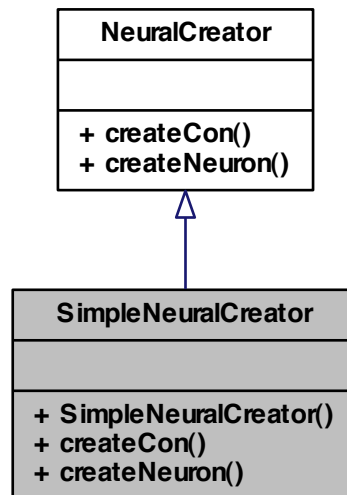 NeuralCreator
+ createCon()
+ createNeuron()
SimpleNeuralCreator
+ SimpleNeuralCreator()
+ createCon()
+ createNeuron()